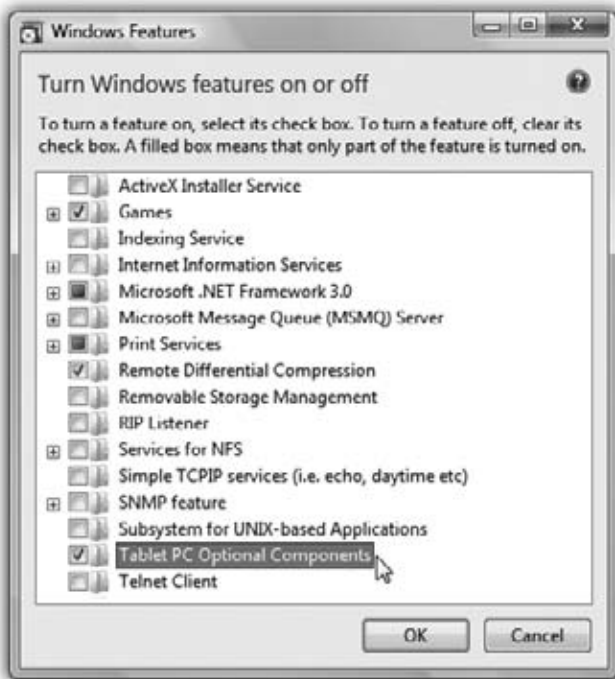 Windows Features
Turn Windows features on or off
To turn a feature on, select its check box. To turn a feature off, clear its
check box. A filled box means that only part of the feature is turned on.
ActiveX Installer Service
Games
Indexing Service
Internet Information Services
Microsoft .NET Framework 3.0
Microsoft Message Queue (MSMQ) Server
Print Services
Remote Differential Compression
Removable Storage Management
RIP Listener
Services for NFS
Simple TCPIP services (i.e. echo, daytime etc)
SNMP feature
Subsystem for UNIX-based Applications
Tablet PC Optional Components
Telnet Client
OK Cancel